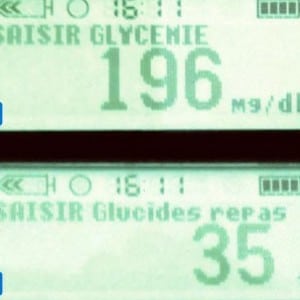 16:11
SAISIR GLYCEMIE
196 mg/dl
16:11
SAISIR Glucides repas
35